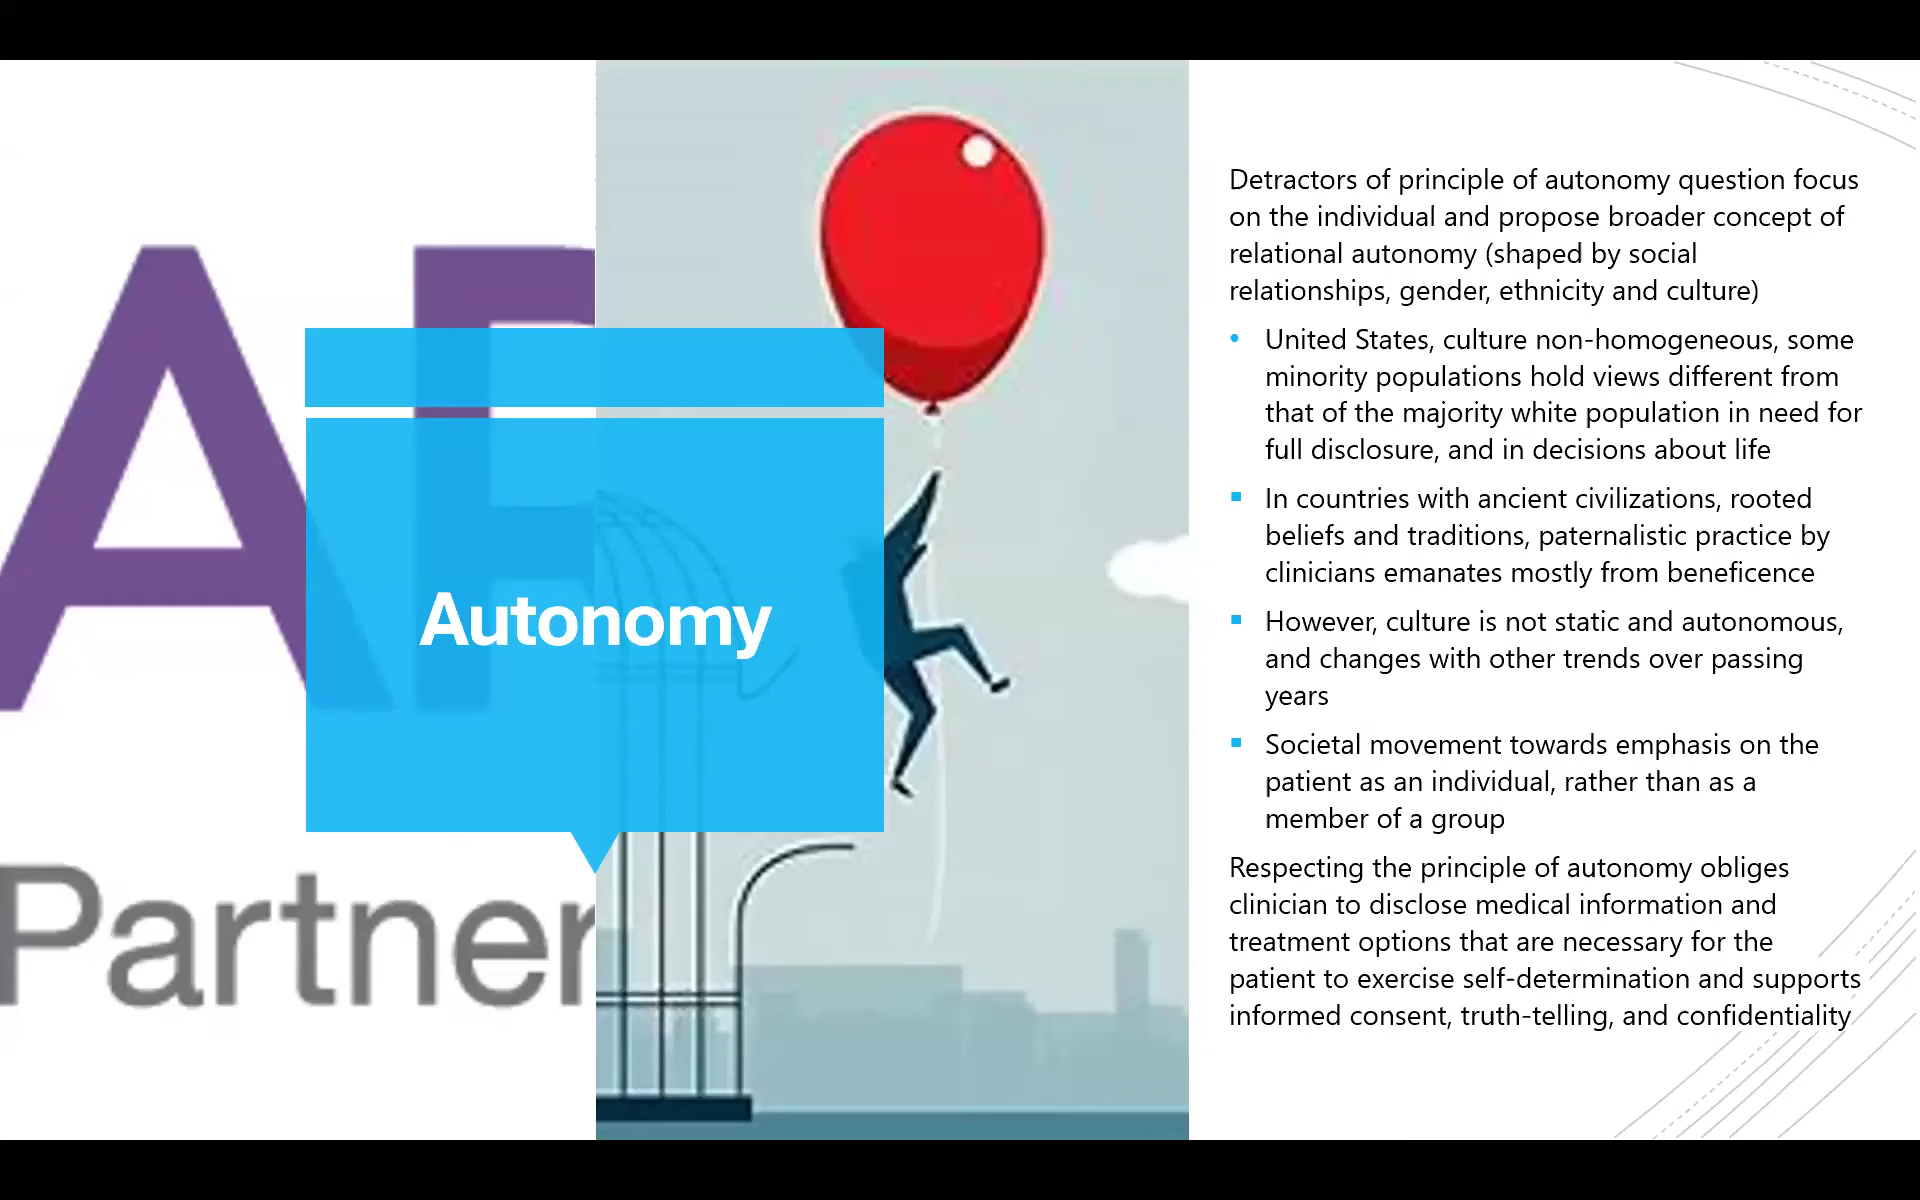 AP
Partner
Autonomy
Detractors of principle of autonomy question focus
on the individual and propose broader concept of
relational autonomy (shaped by social
relationships, gender, ethnicity and culture)
• United States, culture non-homogeneous, some
minority populations hold views different from
that of the majority white population in need for
full disclosure, and in decisions about life
▪ In countries with ancient civilizations, rooted
beliefs and traditions, paternalistic practice by
clinicians emanates mostly from beneficence
▪ However, culture is not static and autonomous,
and changes with other trends over passing
years
▪ Societal movement towards emphasis on the
patient as an individual, rather than as a
member of a group
Respecting the principle of autonomy obliges
clinician to disclose medical information and
treatment options that are necessary for the
patient to exercise self-determination and supports
informed consent, truth-telling, and confidentiality